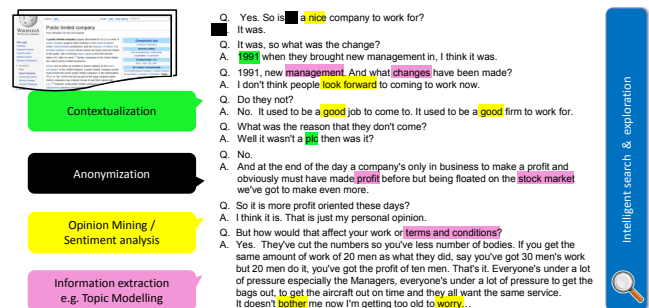 WIKIPEDIA
Public limited company
Contextualization
Anonymization
Opinion Mining /
Sentiment analysis
Information extraction
e.g. Topic Modelling
Q. Yes. So is a nice company to work for?
It was.
Q. It was, so what was the change?
A. 1991 when they brought new management in, I think it was.
Q. 1991, new management. And what changes have been made?
A. I don't think people look forward to coming to work now.
Q. Do they not?
A. No. It used to be a good job to come to. It used to be a good firm to work for.
Q. What was the reason that they don't come?
A. Well it wasn't a plc then was it?
Q. No.
A. And at the end of the day a company's only in business to make a profit and
obviously must have made profit before but being floated on the stock market
we've got to make even more.
Q. So it is more profit oriented these days?
A. I think it is. That is just my personal opinion.
Q. But how would that affect your work or terms and conditions?
A. Yes. They've cut the numbers so you've less number of bodies. If you get the
same amount of work of 20 men as what they did, say you've got 30 men's work
but 20 men do it, you've got the profit of ten men. That's it. Everyone's under a lot
of pressure especially the Managers, everyone's under a lot of pressure to get the
bags out, to get the aircraft out on time and they all want the same service.
It doesn't bother me now I'm getting too old to worry…
Intelligent search & exploration